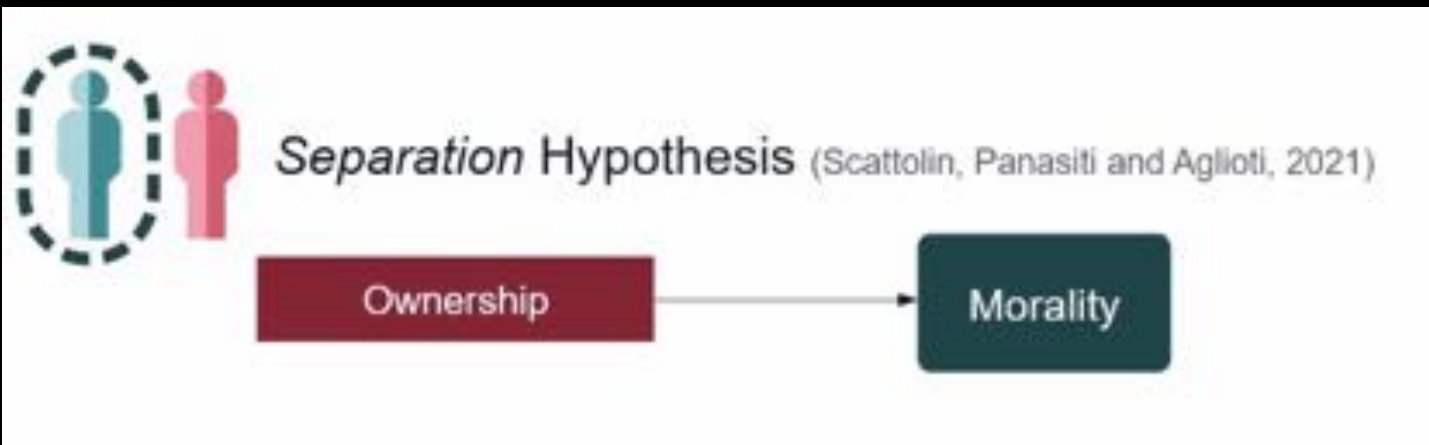 Separation Hypothesis (Scattolin, Panasiti and Aglioti, 2021)
Ownership
Morality